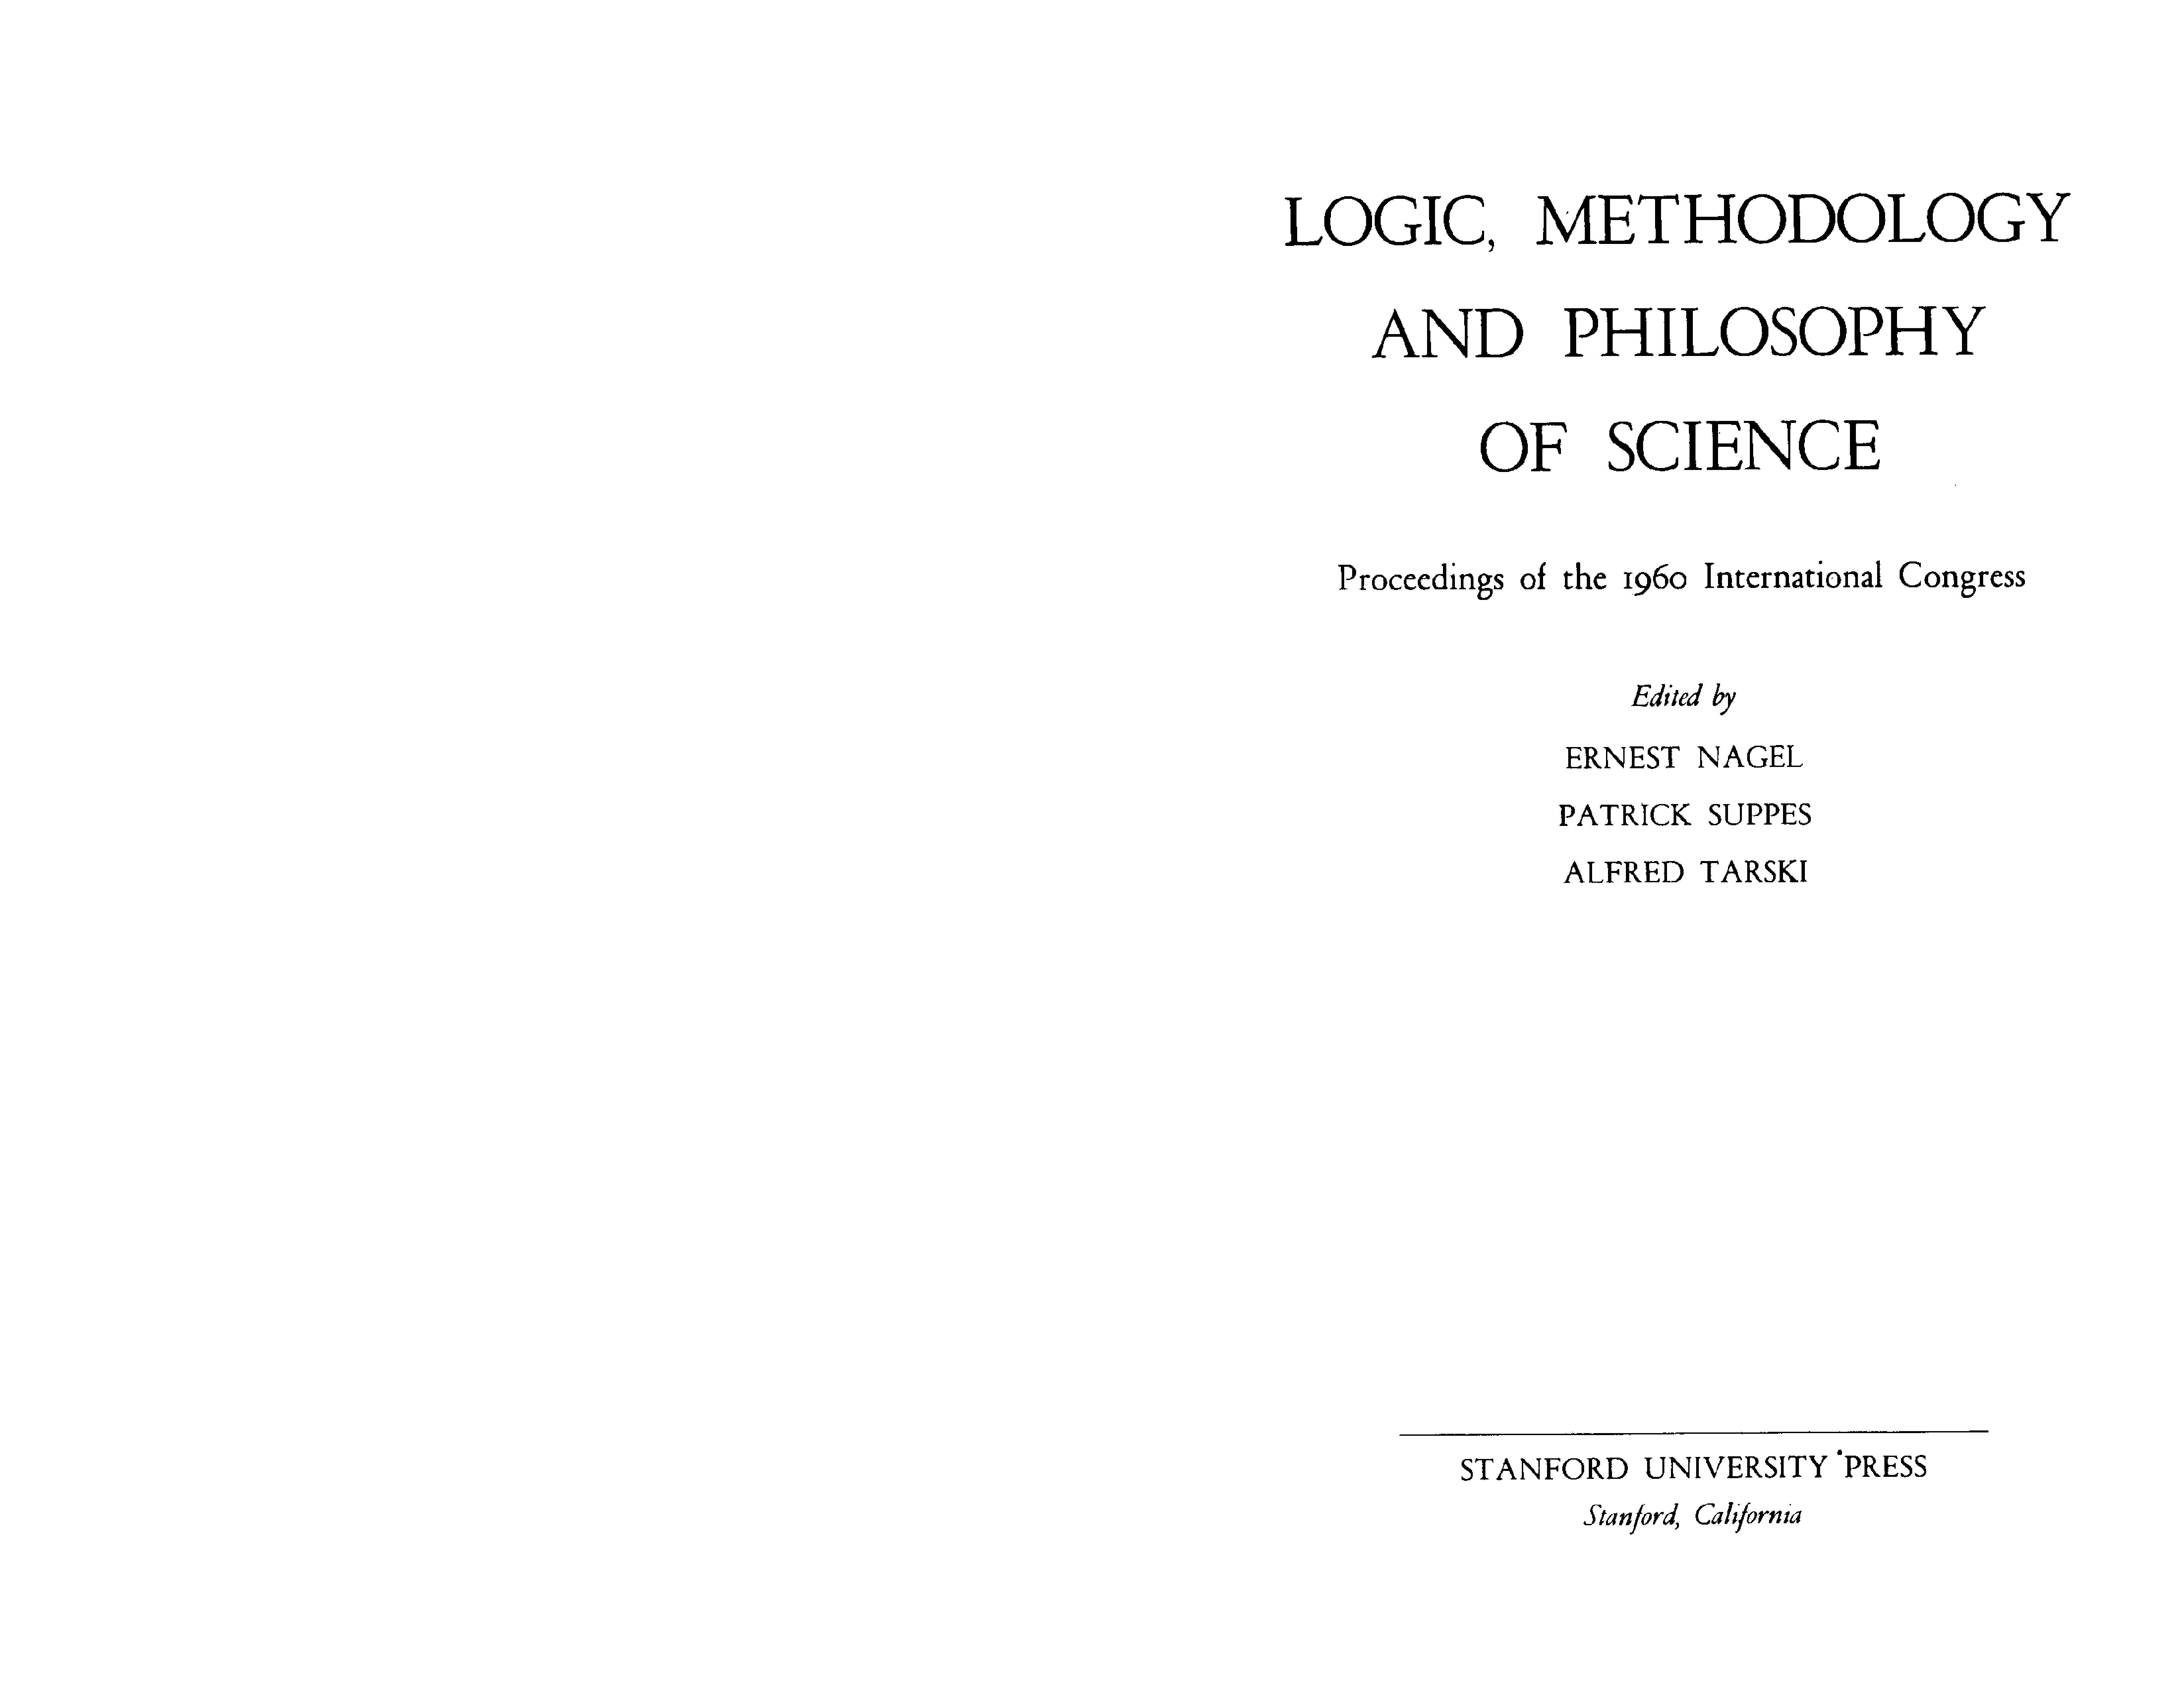 LOGIC, METHODOLOGY
AND PHILOSOPHY
OF SCIENCE
Proceedings of the 1960 International Congress
Edited by
ERNEST NAGEL
PATRICK SUPPES
ALFRED TARSKI
STANFORD UNIVERSITY PRESS
Stanford, California